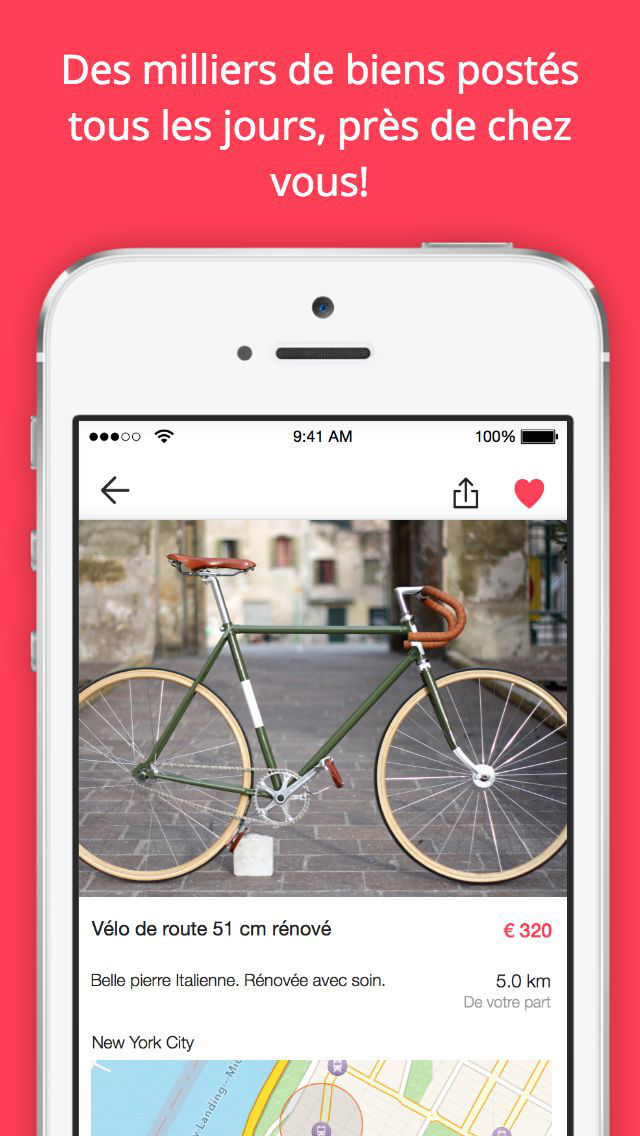 Des milliers de biens postés
tous les jours, près de chez
vous!
9:41 AM
100%
Vélo de route 51 cm rénové
€ 320
Belle pierre Italienne. Rénovée avec soin.
5.0 km
De votre part
New York City
Landing - Mic